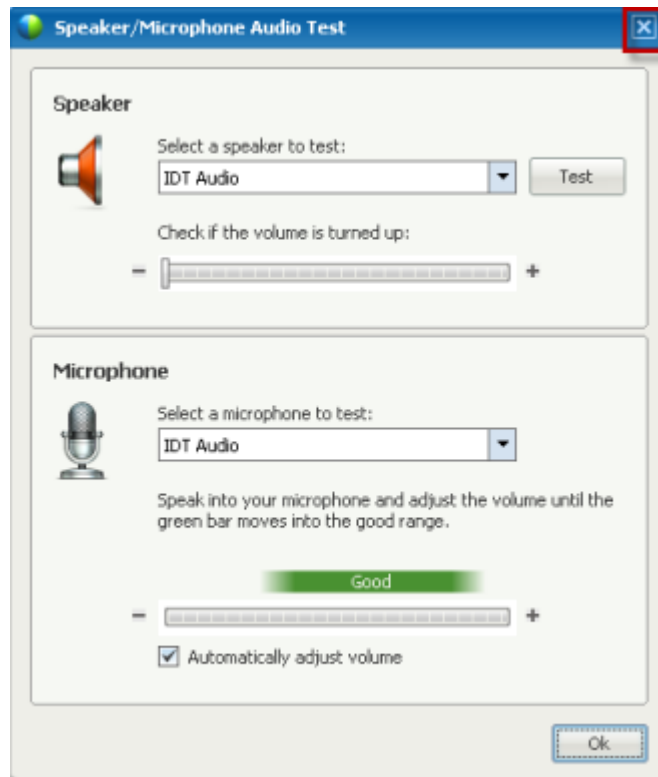 Speaker/Microphone Audio Test
Speaker
Select a speaker to test:
IDT Audio
Test
Check if the volume is turned up:
- +
Microphone
Select a microphone to test:
IDT Audio
Speak into your microphone and adjust the volume until the
green bar moves into the good range.
Good
- +
Automatically adjust volume
Ok